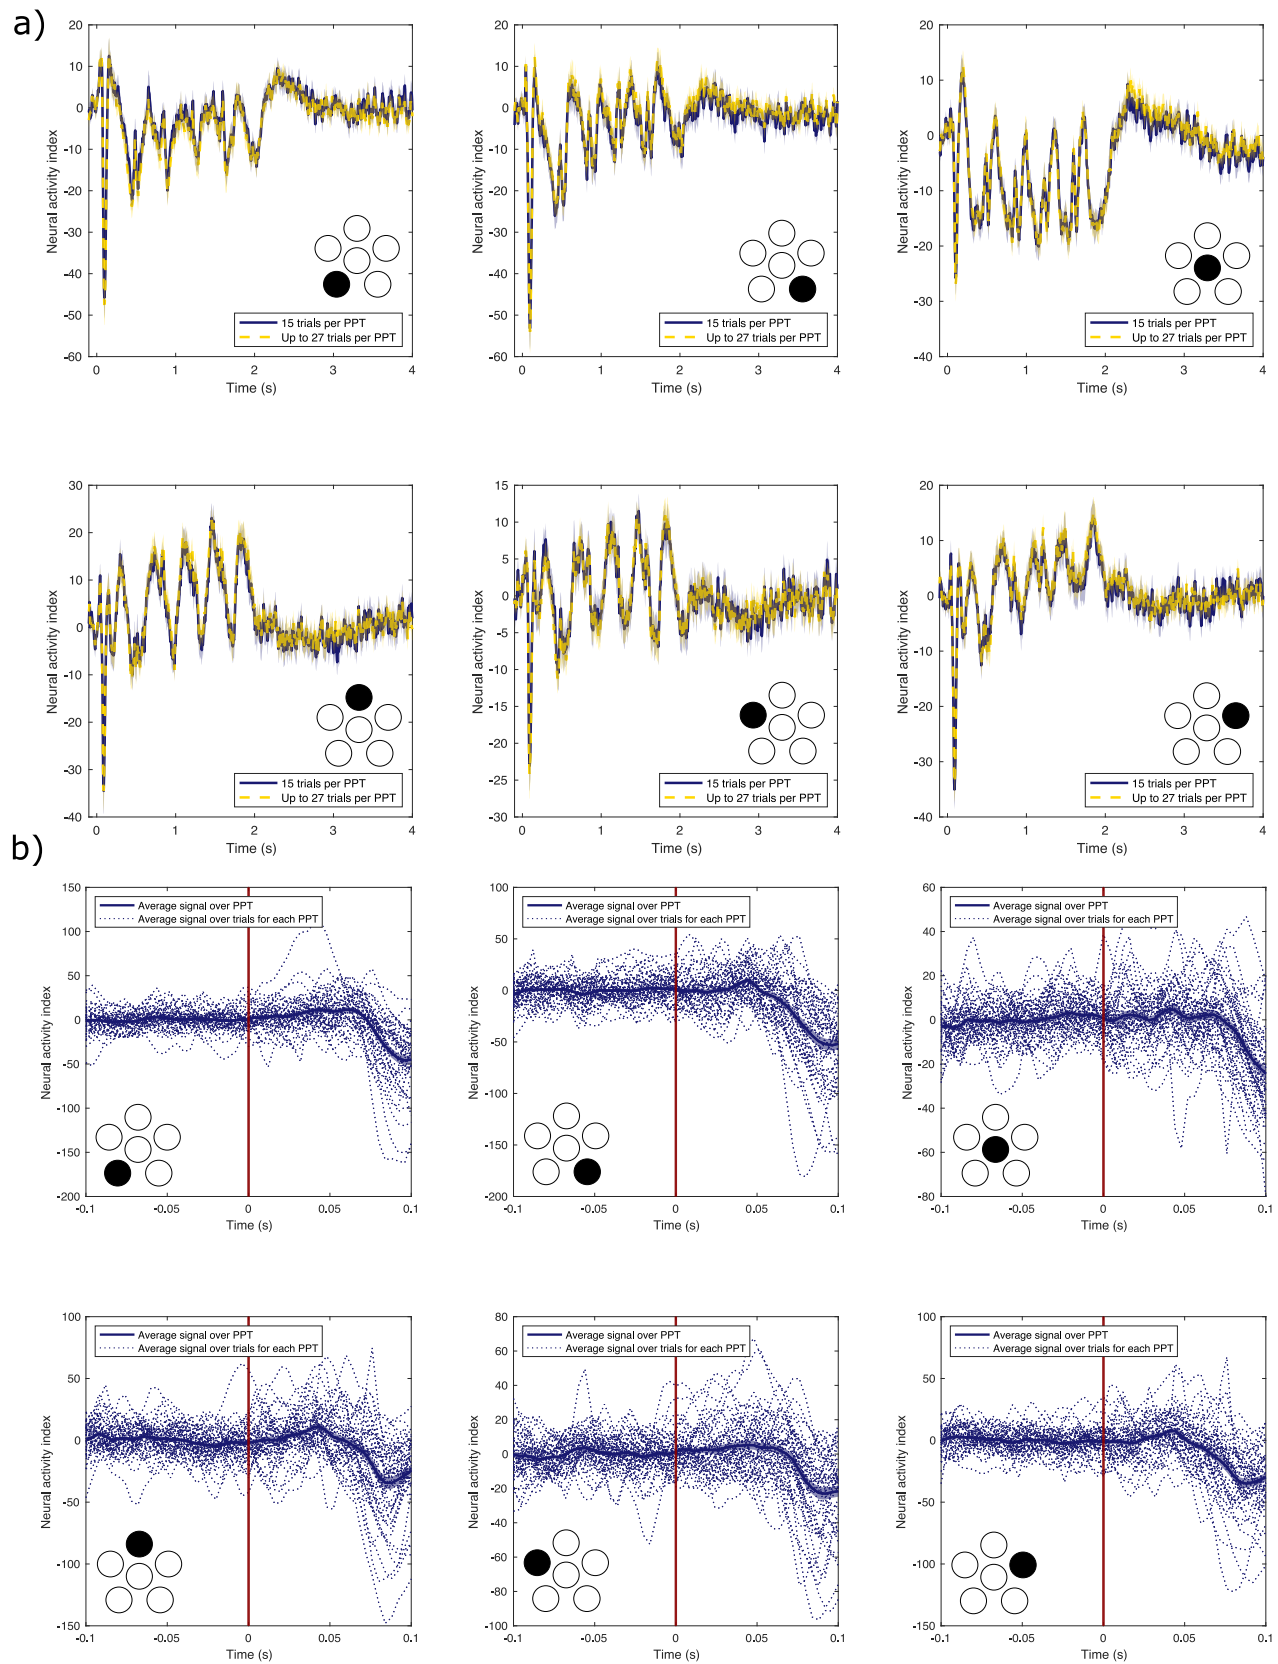 a)
20
10
0
-10
-20
-30
-40
-50
-60
Neural activity index
15 trials per PPT
Up to 27 trials per PPT
0 1 2 3 4
Time (s)
20
10
0
-10
-20
-30
-40
-50
-60
Neural activity index
15 trials per PPT
Up to 27 trials per PPT
0 1 2 3 4
Time (s)
20
10
0
-10
-20
-30
-40
Neural activity index
15 trials per PPT
Up to 27 trials per PPT
0 1 2 3 4
Time (s)
30
20
10
0
-10
-20
-30
-40
Neural activity index
15 trials per PPT
Up to 27 trials per PPT
0 1 2 3 4
Time (s)
15
10
5
0
-5
-10
-15
-20
-25
-30
Neural activity index
15 trials per PPT
Up to 27 trials per PPT
0 1 2 3 4
Time (s)
20
10
0
-10
-20
-30
-40
Neural activity index
15 trials per PPT
Up to 27 trials per PPT
0 1 2 3 4
Time (s)
b)
150
100
50
0
-50
-100
-150
-200
Neural activity index
Average signal over PPT
Average signal over trials for each PPT
-0.1 -0.05 0 0.05 0.1
Time (s)
100
50
0
-50
-100
-150
-200
Neural activity index
Average signal over PPT
Average signal over trials for each PPT
-0.1 -0.05 0 0.05 0.1
Time (s)
60
40
20
0
-20
-40
-60
-80
Neural activity index
Average signal over PPT
Average signal over trials for each PPT
-0.1 -0.05 0 0.05 0.1
Time (s)
100
50
0
-50
-100
-150
Neural activity index
Average signal over PPT
Average signal over trials for each PPT
-0.1 -0.05 0 0.05 0.1
Time (s)
80
60
40
20
0
-20
-40
-60
-80
-100
Neural activity index
Average signal over PPT
Average signal over trials for each PPT
-0.1 -0.05 0 0.05 0.1
Time (s)
100
50
0
-50
-100
-150
Neural activity index
Average signal over PPT
Average signal over trials for each PPT
-0.1 -0.05 0 0.05 0.1
Time (s)